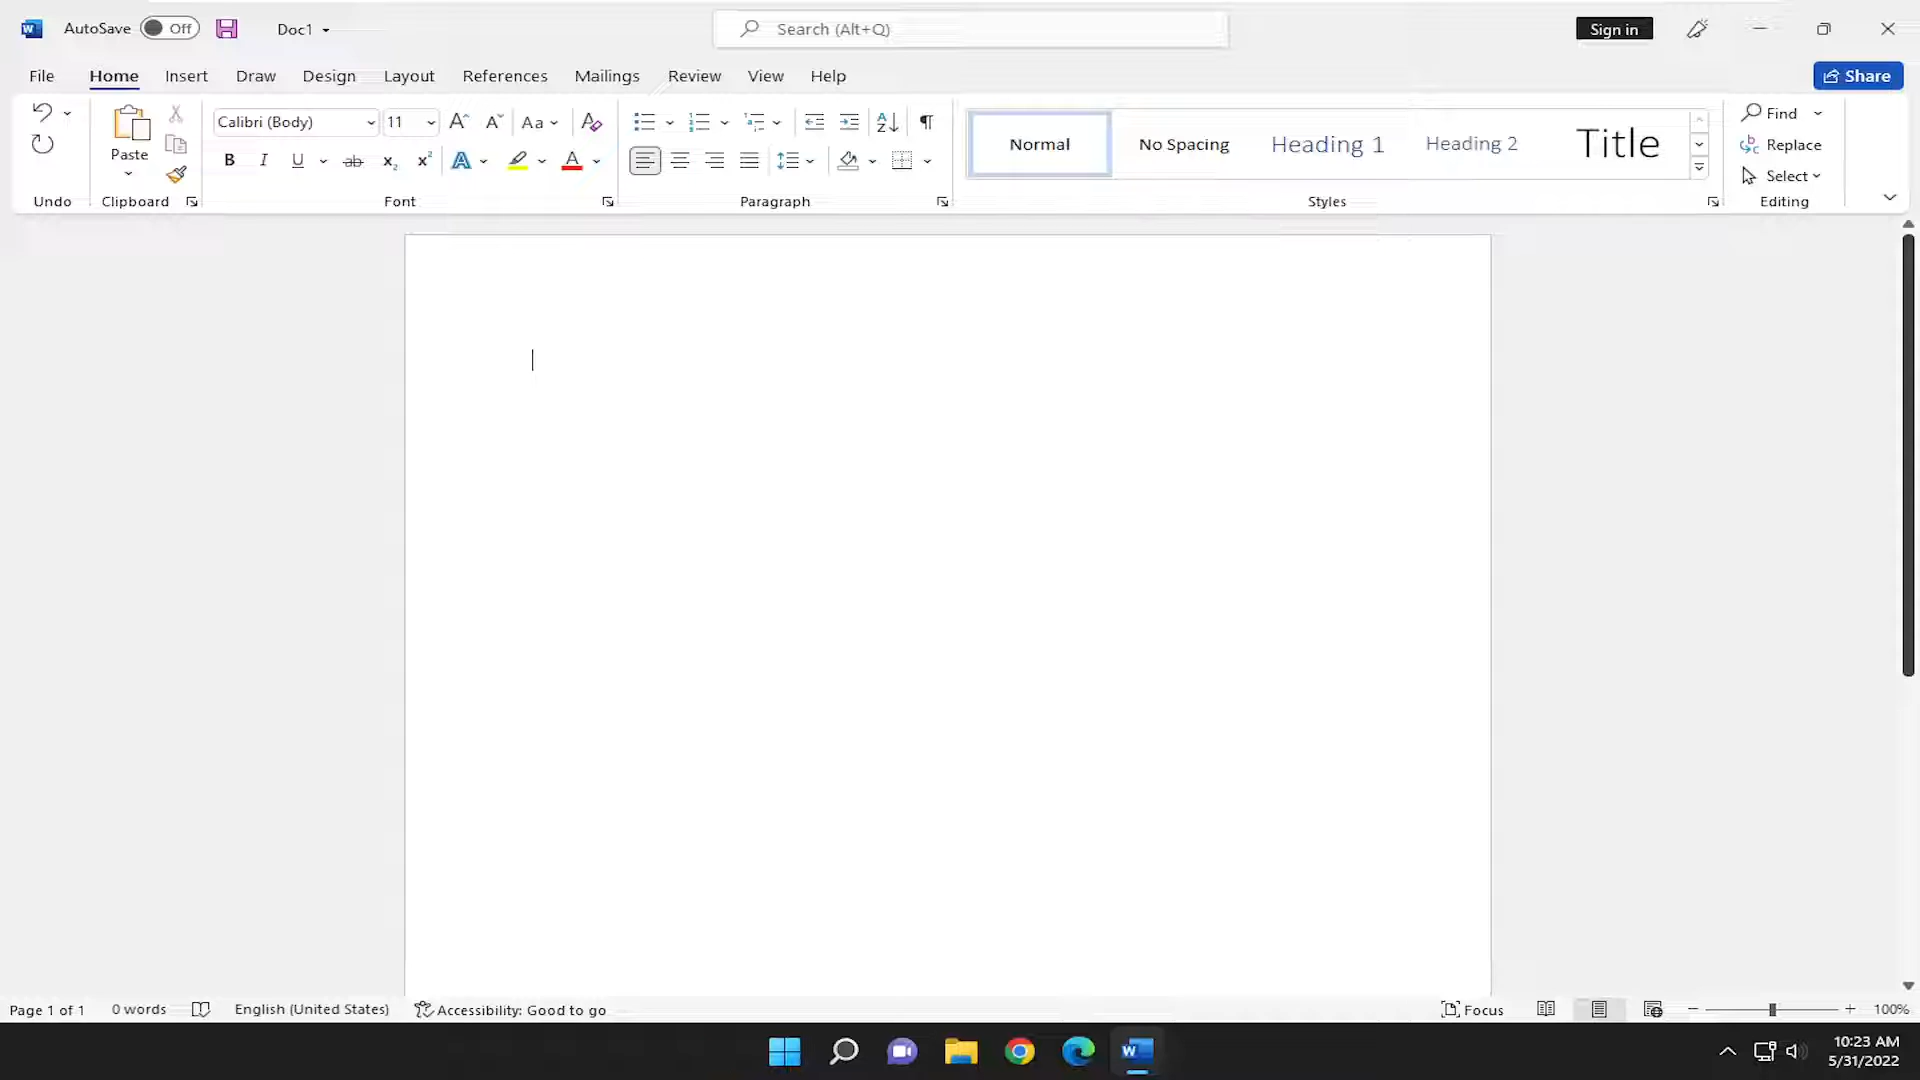 AutoSave Off Doc1 Search (Alt+Q) Sign in
File Home Insert Draw Design Layout References Mailings Review View Help Share
Calibri (Body) 11 Aa Normal No Spacing Heading 1 Heading 2 Title Find
Paste Replace
Select
Undo Clipboard Font Paragraph Styles Editing
Page 1 of 1 0 words English (United States) Accessibility: Good to go Focus 100%
10:23 AM
5/31/2022